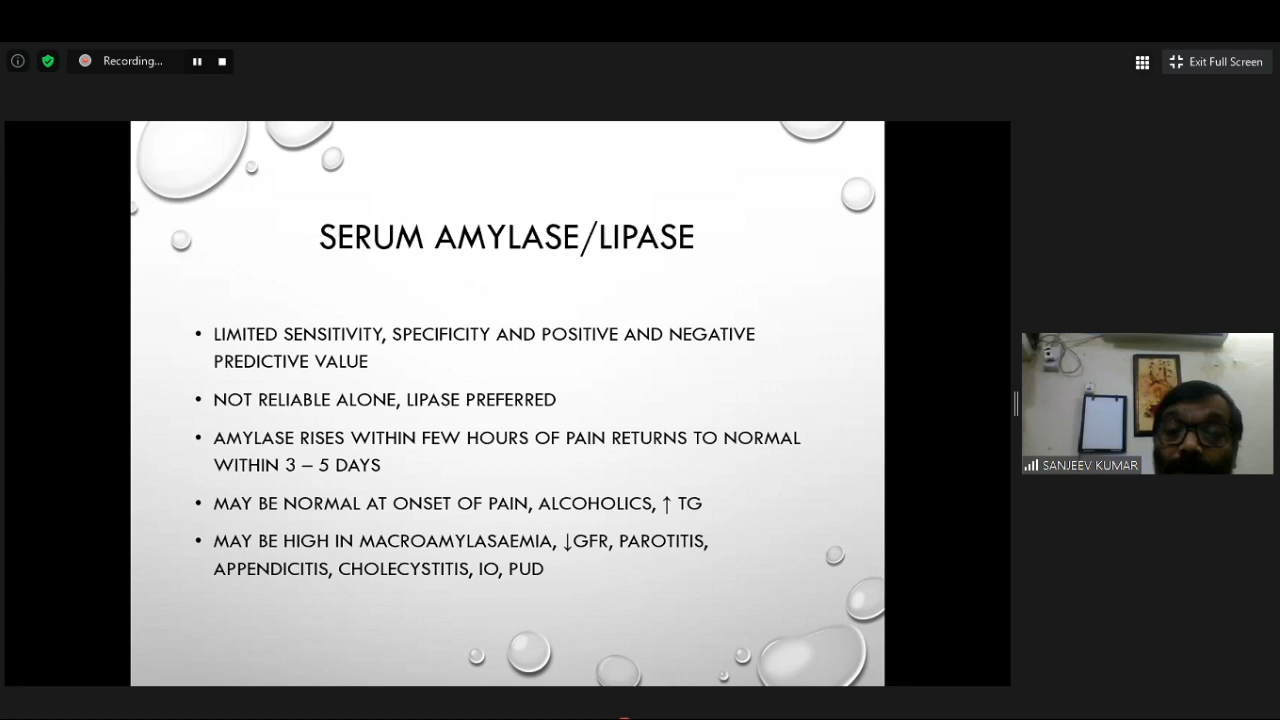 Recording...
Exit Full Screen
SERUM AMYLASE/LIPASE
• LIMITED SENSITIVITY, SPECIFICITY AND POSITIVE AND NEGATIVE
PREDICTIVE VALUE
• NOT RELIABLE ALONE, LIPASE PREFERRED
• AMYLASE RISES WITHIN FEW HOURS OF PAIN RETURNS TO NORMAL
WITHIN 3 – 5 DAYS
• MAY BE NORMAL AT ONSET OF PAIN, ALCOHOLICS, ↑ TG
• MAY BE HIGH IN MACROAMYLASAEMIA, ↓GFR, PAROTITIS,
APPENDICITIS, CHOLECYSTITIS, IO, PUD
SANJEEV KUMAR